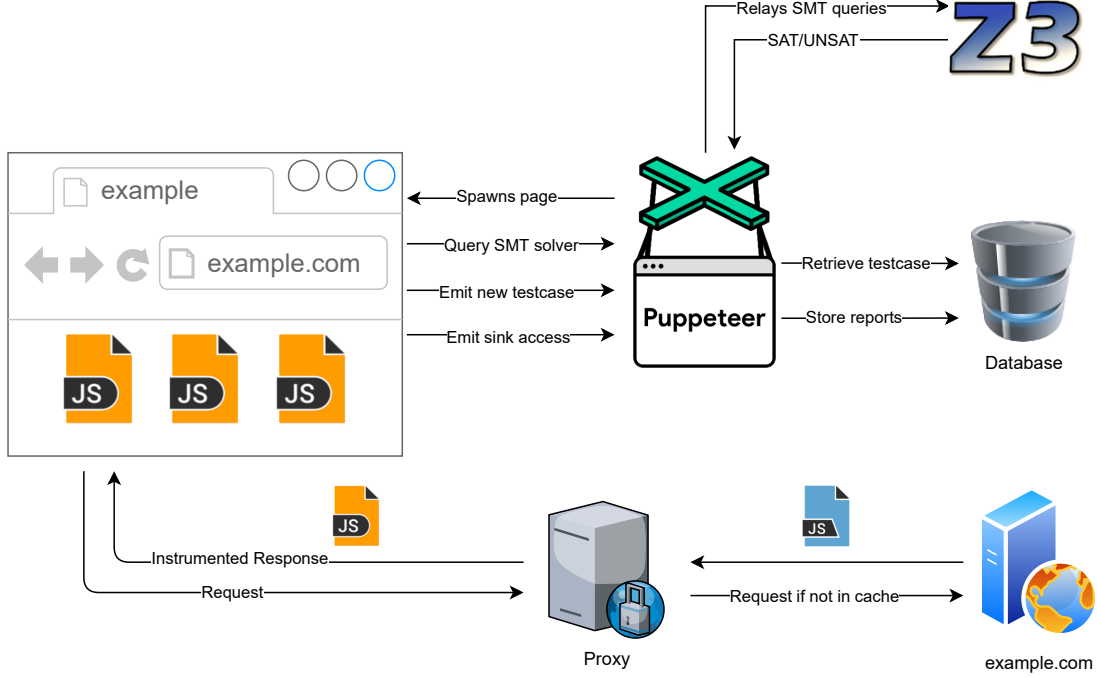 Relays SMT queries
SAT/UNSAT
Z3
example
example.com
Spawns page
Query SMT solver
Emit new testcase
Emit sink access
Puppeteer
Retrieve testcase
Store reports
Database
JS
JS
JS
JS
JS
Instrumented Response
Request
Request if not in cache
Proxy
example.com